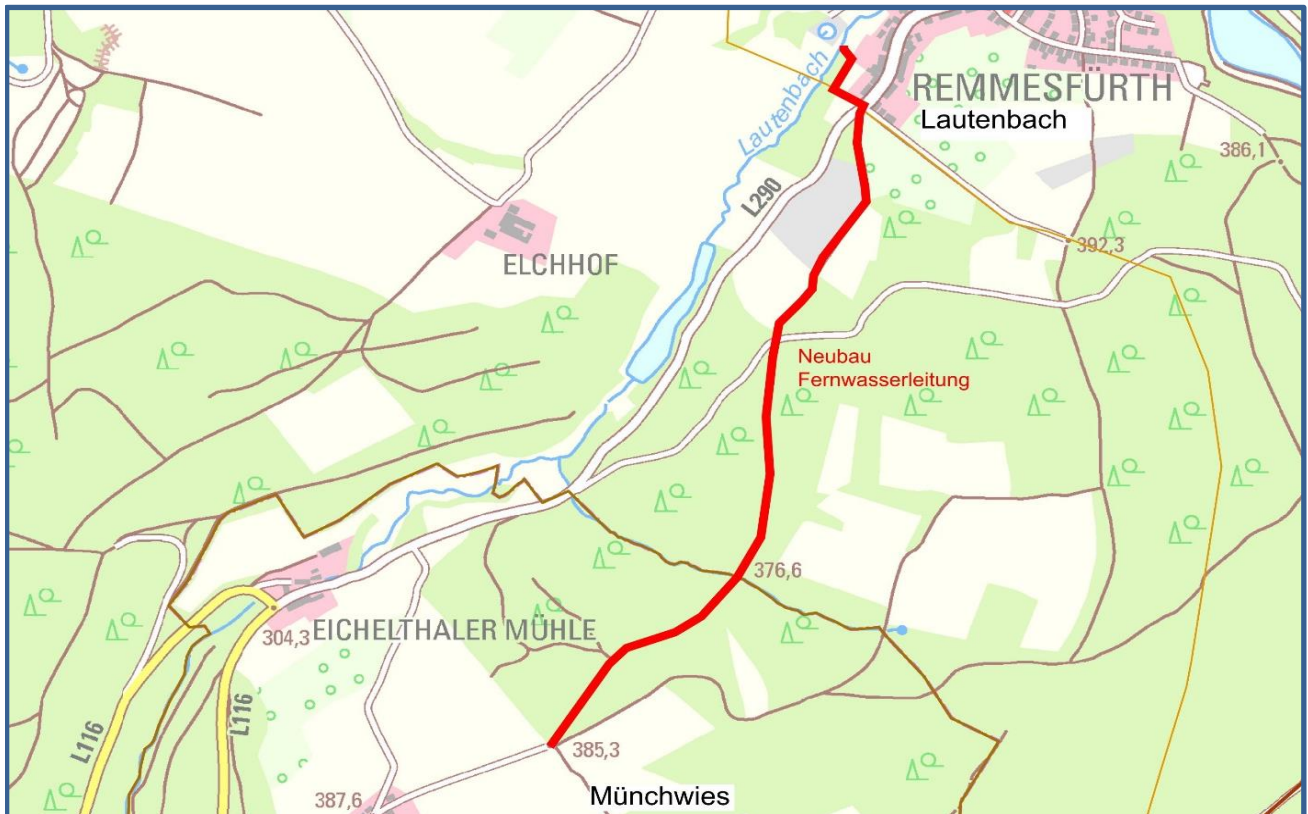 Lautenbach
REMMESFÜRTH
Lautenbach
386,1
L290
392,3
ELCHHOF
Neubau
Fernwasserleitung
376,6
304,3
EICHELTHALER MÜHLE
L116
L116
385,3
387,6
Münchwies